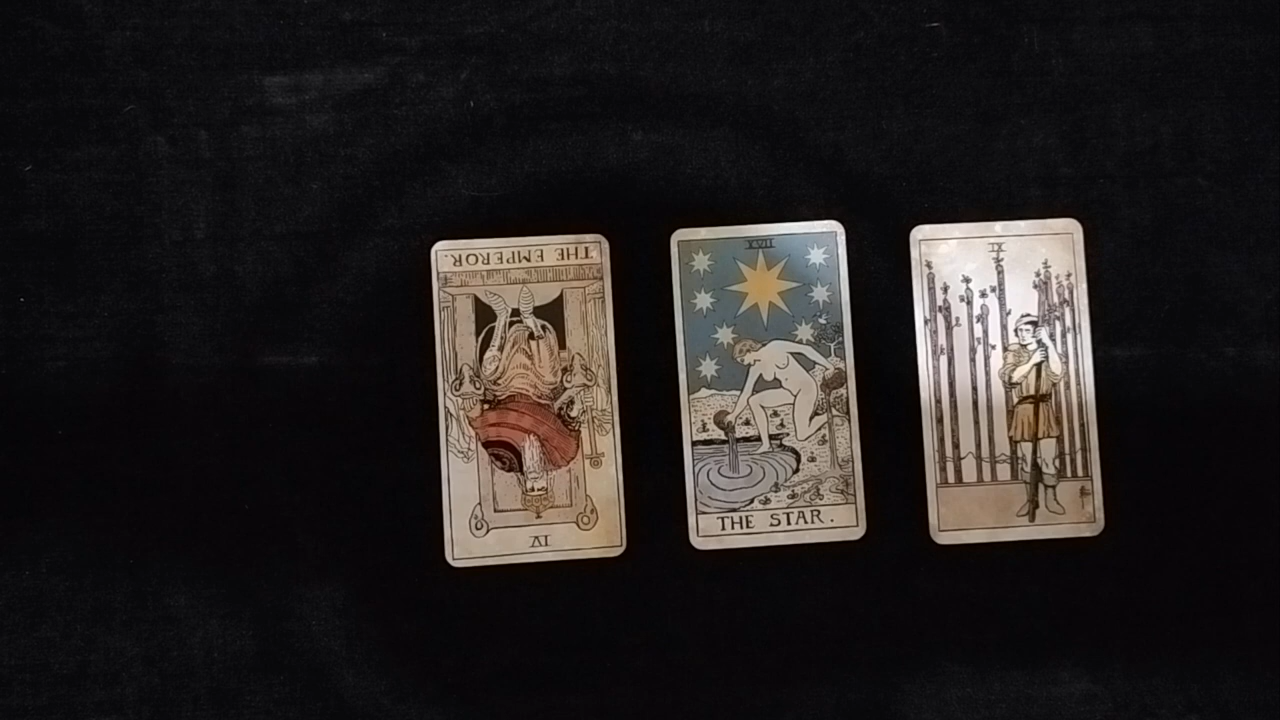 THE EMPEROR.
IV
XVII
THE STAR.
IX